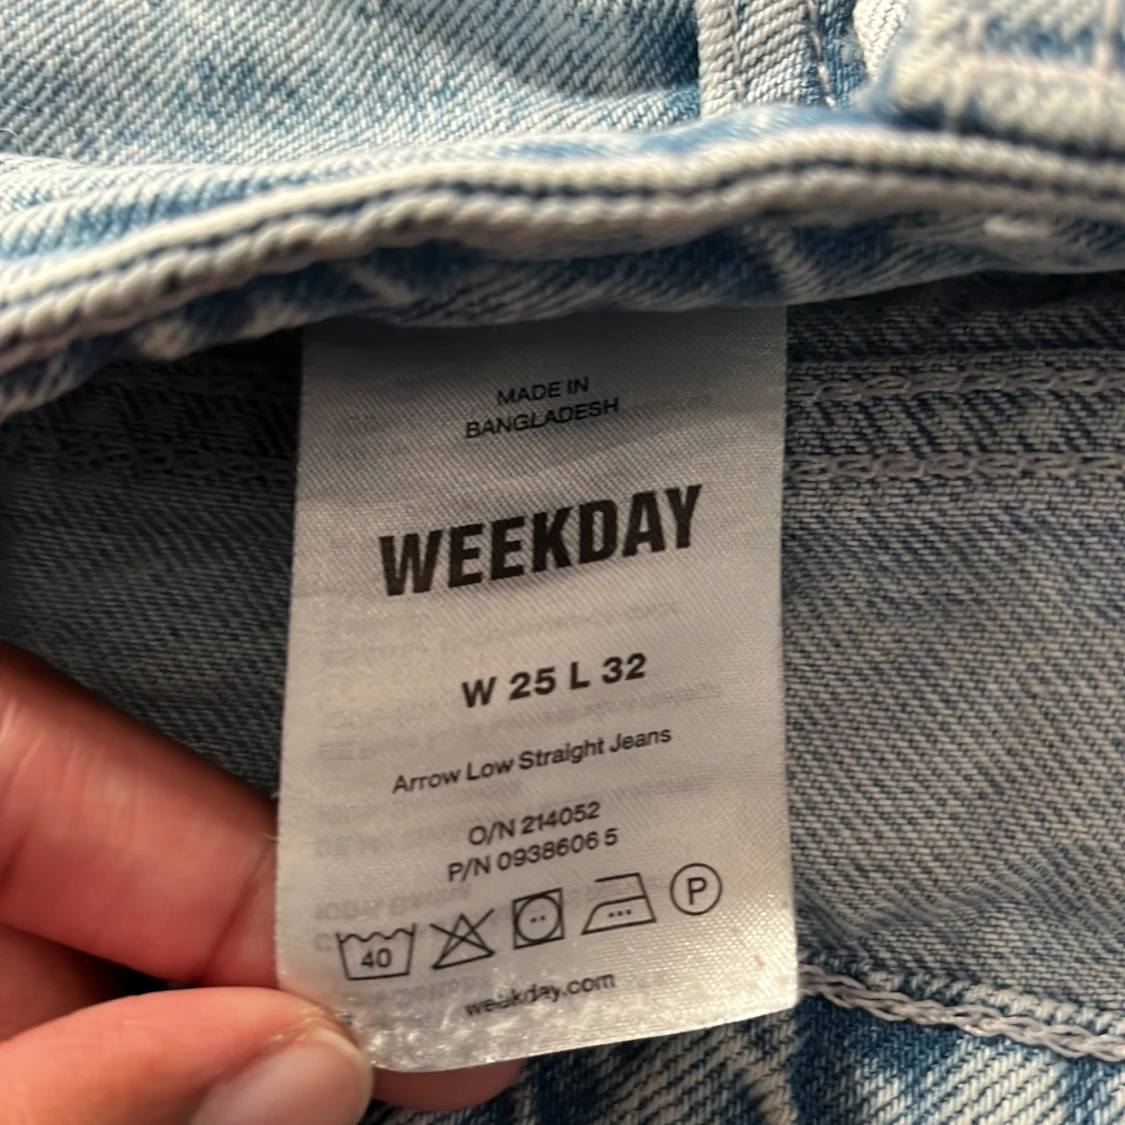 MADE IN
BANGLADESH
WEEKDAY
W 25 L 32
Arrow Low Straight Jeans
O/N 214052
P/N 0938606 5
40
P
weekday.com